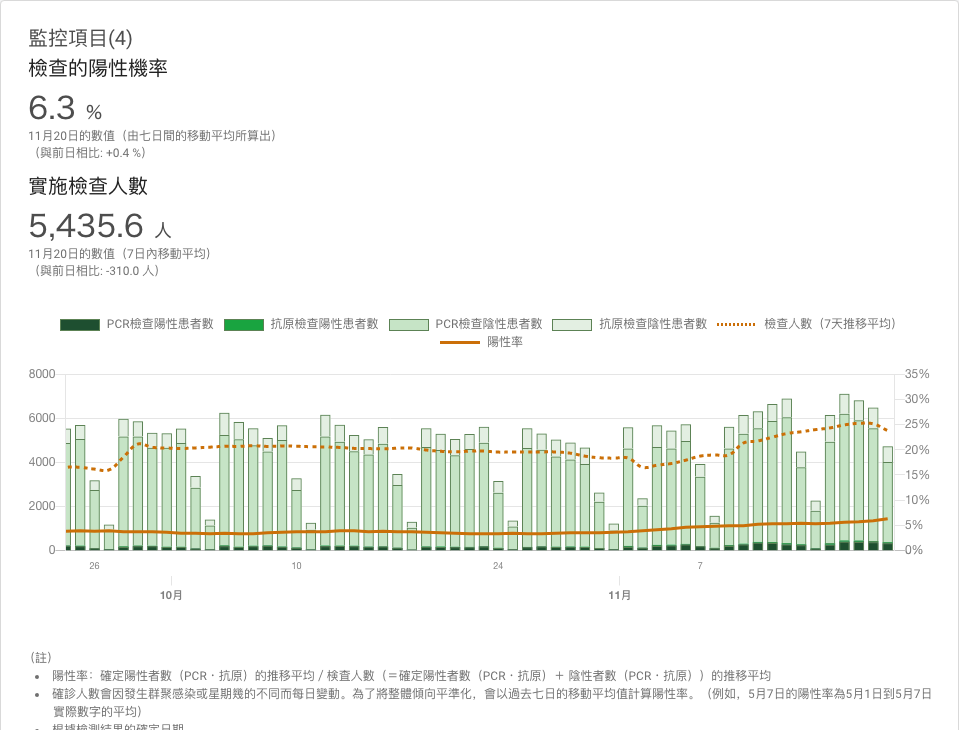 監控項目(4)
檢查的陽性機率
6.3 %
11月20日的數值（由七日間的移動平均所算出）
（與前日相比: +0.4 %）
實施檢查人數
5,435.6 人
11月20日的數值（7日內移動平均）
（與前日相比: -310.0 人）
PCR檢查陽性患者數 抗原檢查陽性患者數 PCR檢查陰性患者數 抗原檢查陰性患者數 檢查人數（7天推移平均）
陽性率
8000 35%
30%
6000
25%
4000 20%
15%
2000 10%
5%
0 0%
26 10 24 7
10月 11月
（註）
陽性率：確定陽性者數（PCR・抗原）的推移平均 / 檢査人數（＝確定陽性者數（PCR・抗原）＋ 陰性者數（PCR・抗原））的推移平均
確診人數會因發生群聚感染或星期幾的不同而每日變動。為了將整體傾向平準化，會以過去七日的移動平均值計算陽性率。（例如，5月7日的陽性率為5月1日到5月7日
實際數字的平均）
根據檢測結果的確定日期